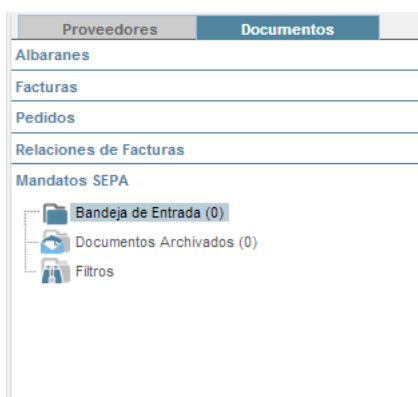 Proveedores Documentos
Albaranes
Facturas
Pedidos
Relaciones de Facturas
Mandatos SEPA
Bandeja de Entrada (0)
Documentos Archivados (0)
Filtros